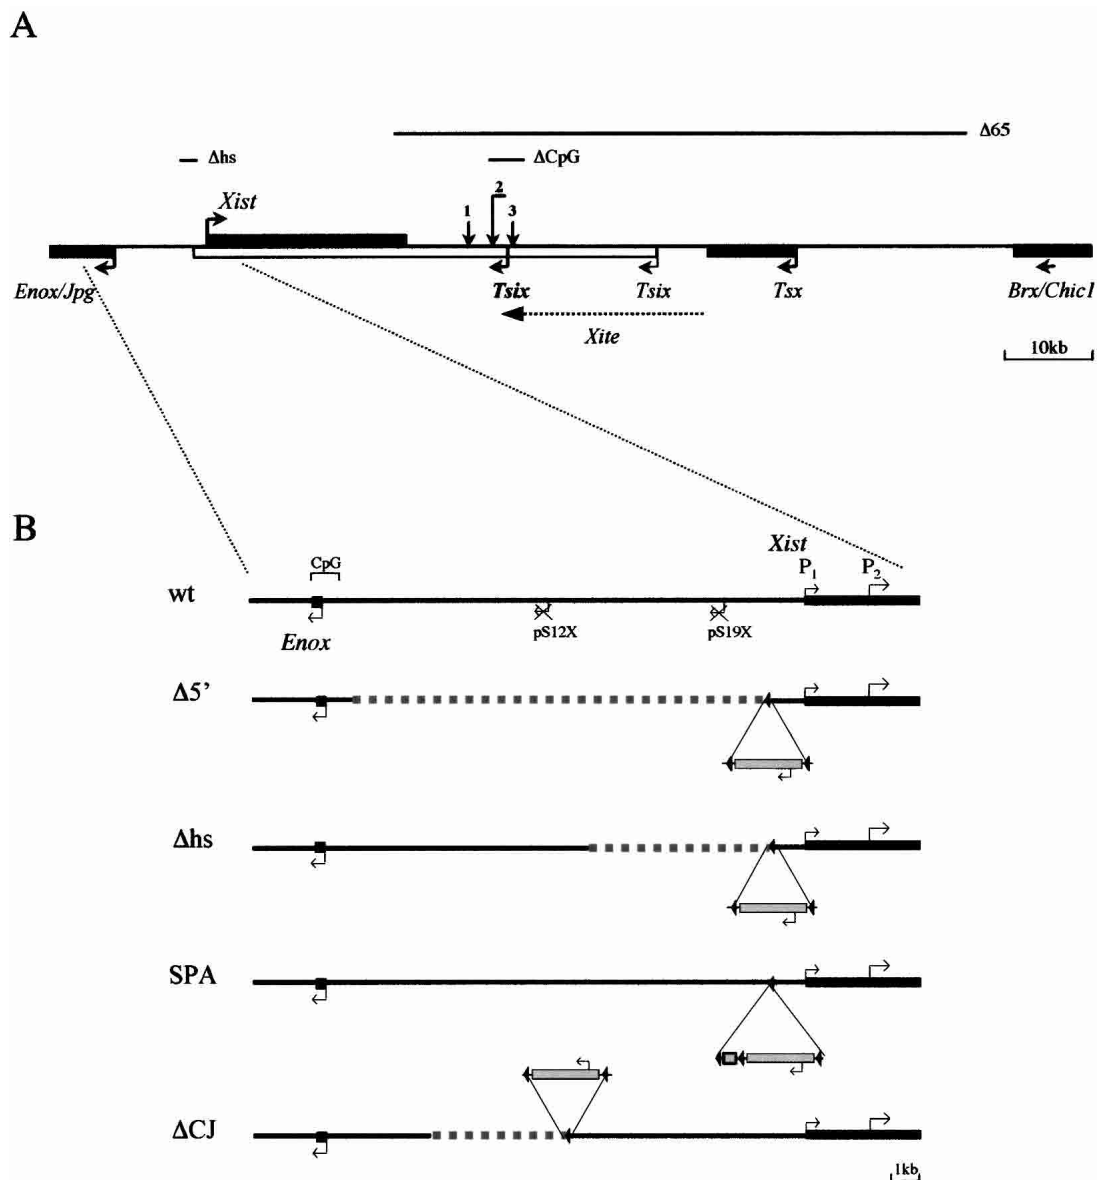 A
Δ65
Δhs
ΔCpG
2
Xist
1
3
Enox/Jpg
Tsix
Tsix
Tsx
Brx/Chic1
Xite
10kb
B
Xist
CpG
P1
P2
wt
pS12X
pS19X
Enox
Δ5'
Δhs
SPA
ΔCJ
1kb